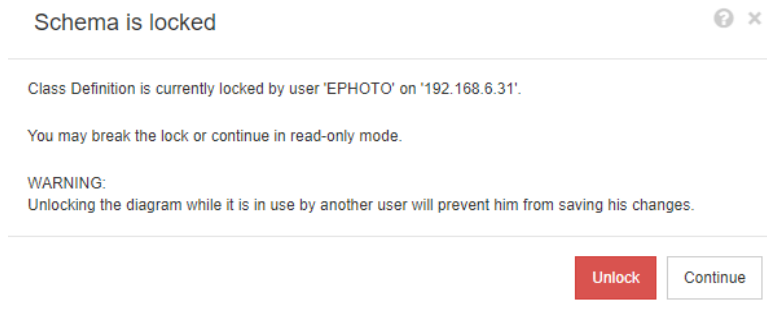 Schema is locked
Class Definition is currently locked by user 'EPHOTO' on '192.168.6.31'.
You may break the lock or continue in read-only mode.
WARNING:
Unlocking the diagram while it is in use by another user will prevent him from saving his changes.
Unlock
Continue